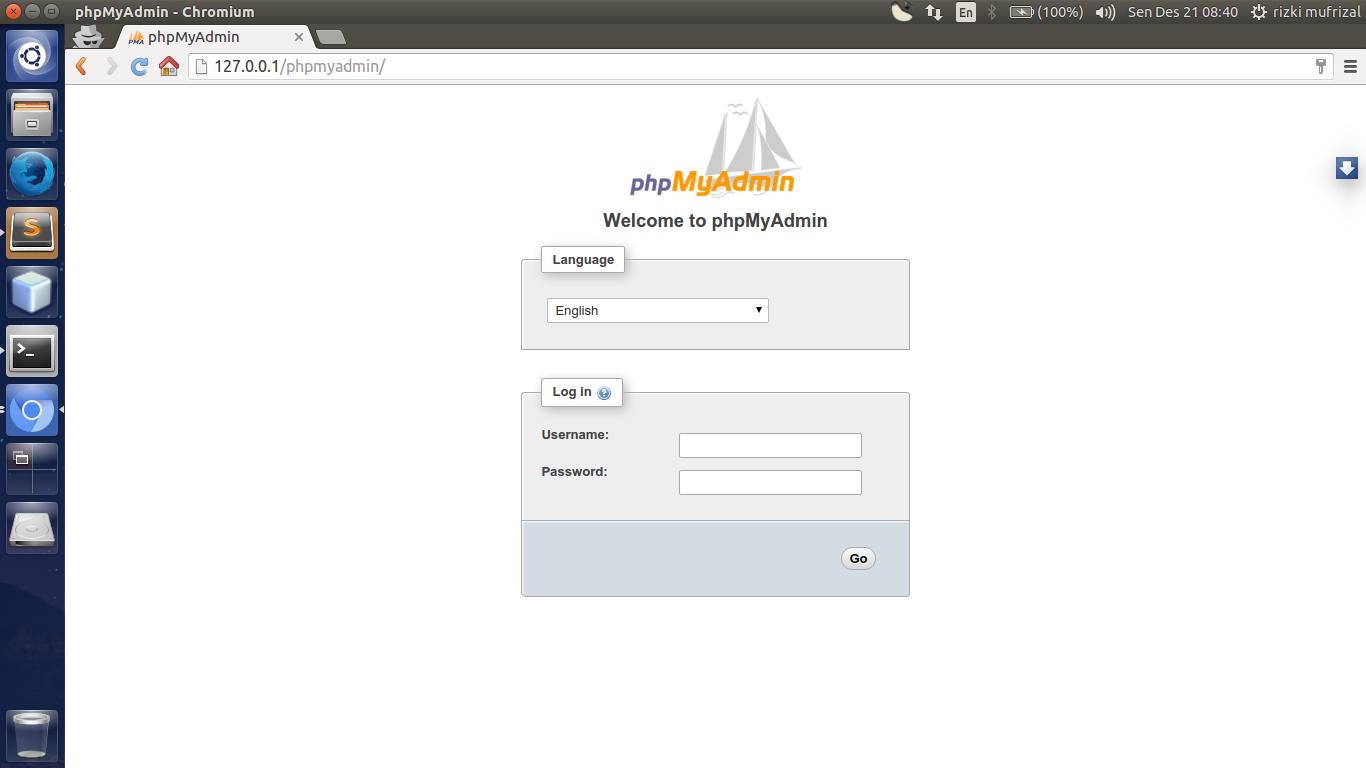 phpMyAdmin - Chromium
En (100%) Sen Des 21 08:40 rizki mufrizal
PMA phpMyAdmin
127.0.0.1/phpmyadmin/
phpMyAdmin
Welcome to phpMyAdmin
Language
English
Log in
Username:
Password:
Go